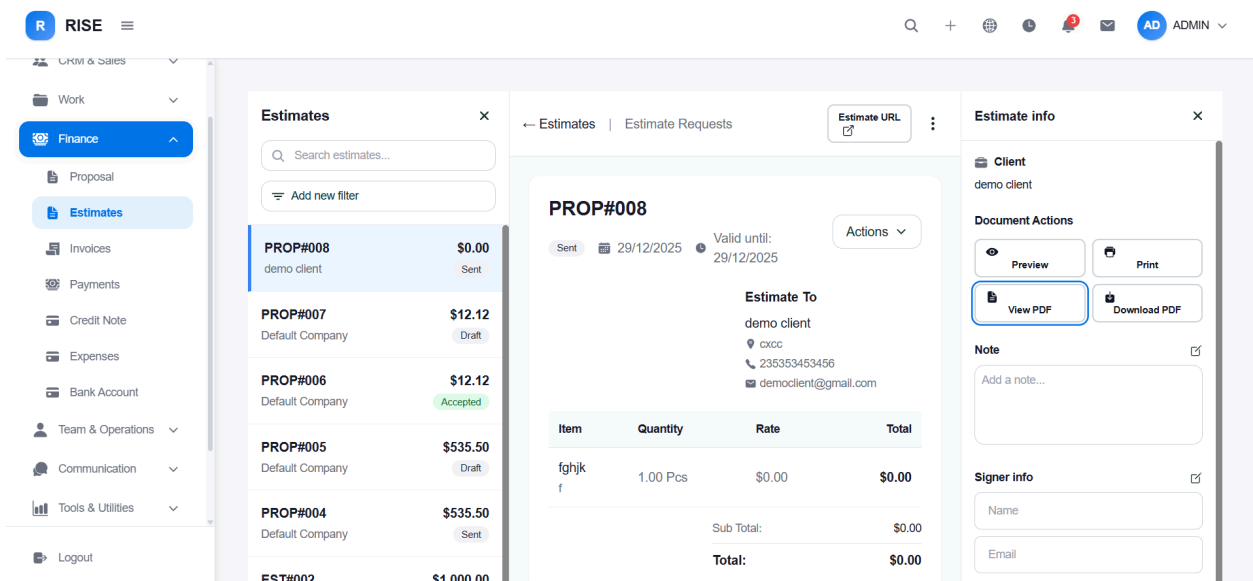 R RISE
3
AD ADMIN
CRM & Sales
Work
Finance
Proposal
Estimates
Invoices
Payments
Credit Note
Expenses
Bank Account
Team & Operations
Communication
Tools & Utilities
Logout
Estimates
Search estimates...
Add new filter
PROP#008 $0.00
demo client Sent
PROP#007 $12.12
Default Company Draft
PROP#006 $12.12
Default Company Accepted
PROP#005 $535.50
Default Company Draft
PROP#004 $535.50
Default Company Sent
EST#002 $1,000.00
← Estimates | Estimate Requests
Estimate URL
PROP#008
Sent 29/12/2025 Valid until:
29/12/2025
Actions
Estimate To
demo client
cxcc
235353453456
democlient@gmail.com
Item Quantity Rate Total
fghjk 1.00 Pcs $0.00 $0.00
f
Sub Total: $0.00
Total: $0.00
Estimate info
Client
demo client
Document Actions
Preview Print
View PDF Download PDF
Note
Add a note...
Signer info
Name
Email